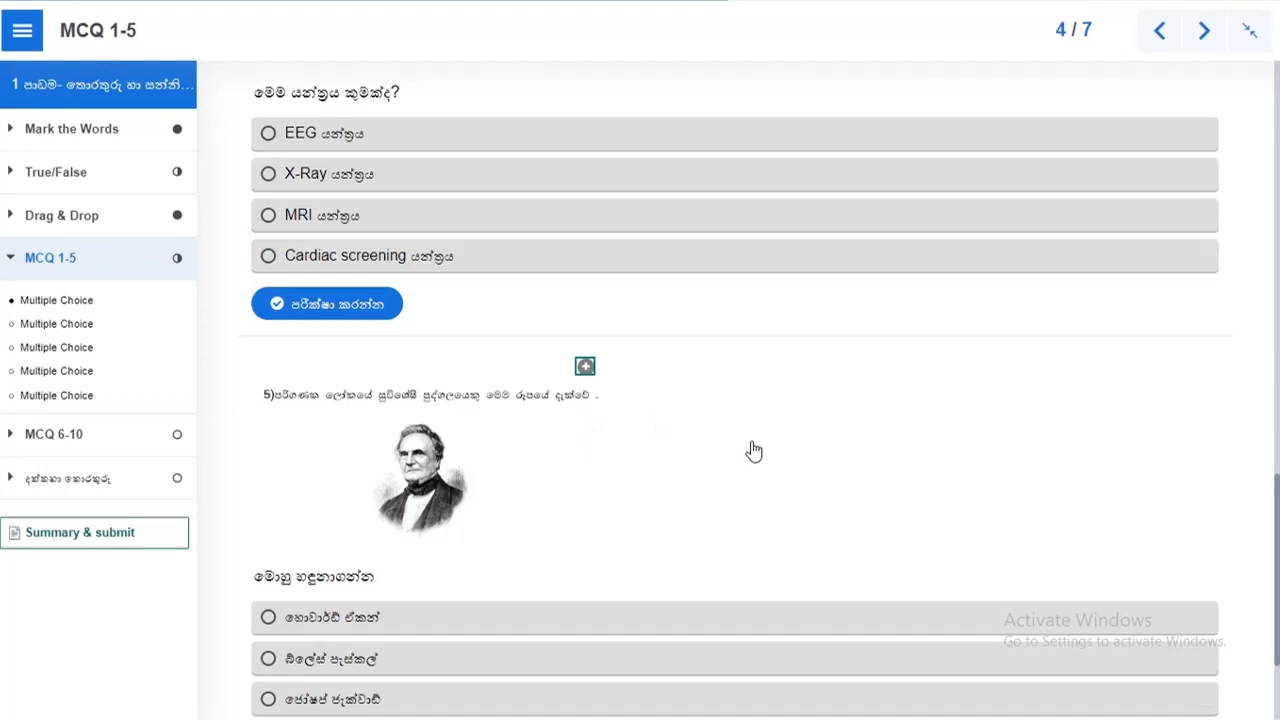 MCQ 1-5
4 / 7
1 පාඩම- තොරතුරු හා සන්නි...
Mark the Words
True/False
Drag & Drop
MCQ 1-5
Multiple Choice
Multiple Choice
Multiple Choice
Multiple Choice
Multiple Choice
MCQ 6-10
දත්තහා තොරතුරු
Summary & submit
මෙම යන්ත්‍රය කුමක්ද?
EEG යන්ත්‍රය
X-Ray යන්ත්‍රය
MRI යන්ත්‍රය
Cardiac screening යන්ත්‍රය
පරීක්ෂා කරන්න
5)පරිගණක ලෝකයේ සුවිශේෂී පුද්ගලයෙකු මෙම රූපයේ දැක්වේ .
මොහු හඳුනාගන්න
හොවාර්ඩ් ඒකන්
බ්ලේස් පැස්කල්
ජෝෂප් ජැක්වාඩ්
Activate Windows
Go to Settings to activate Windows.